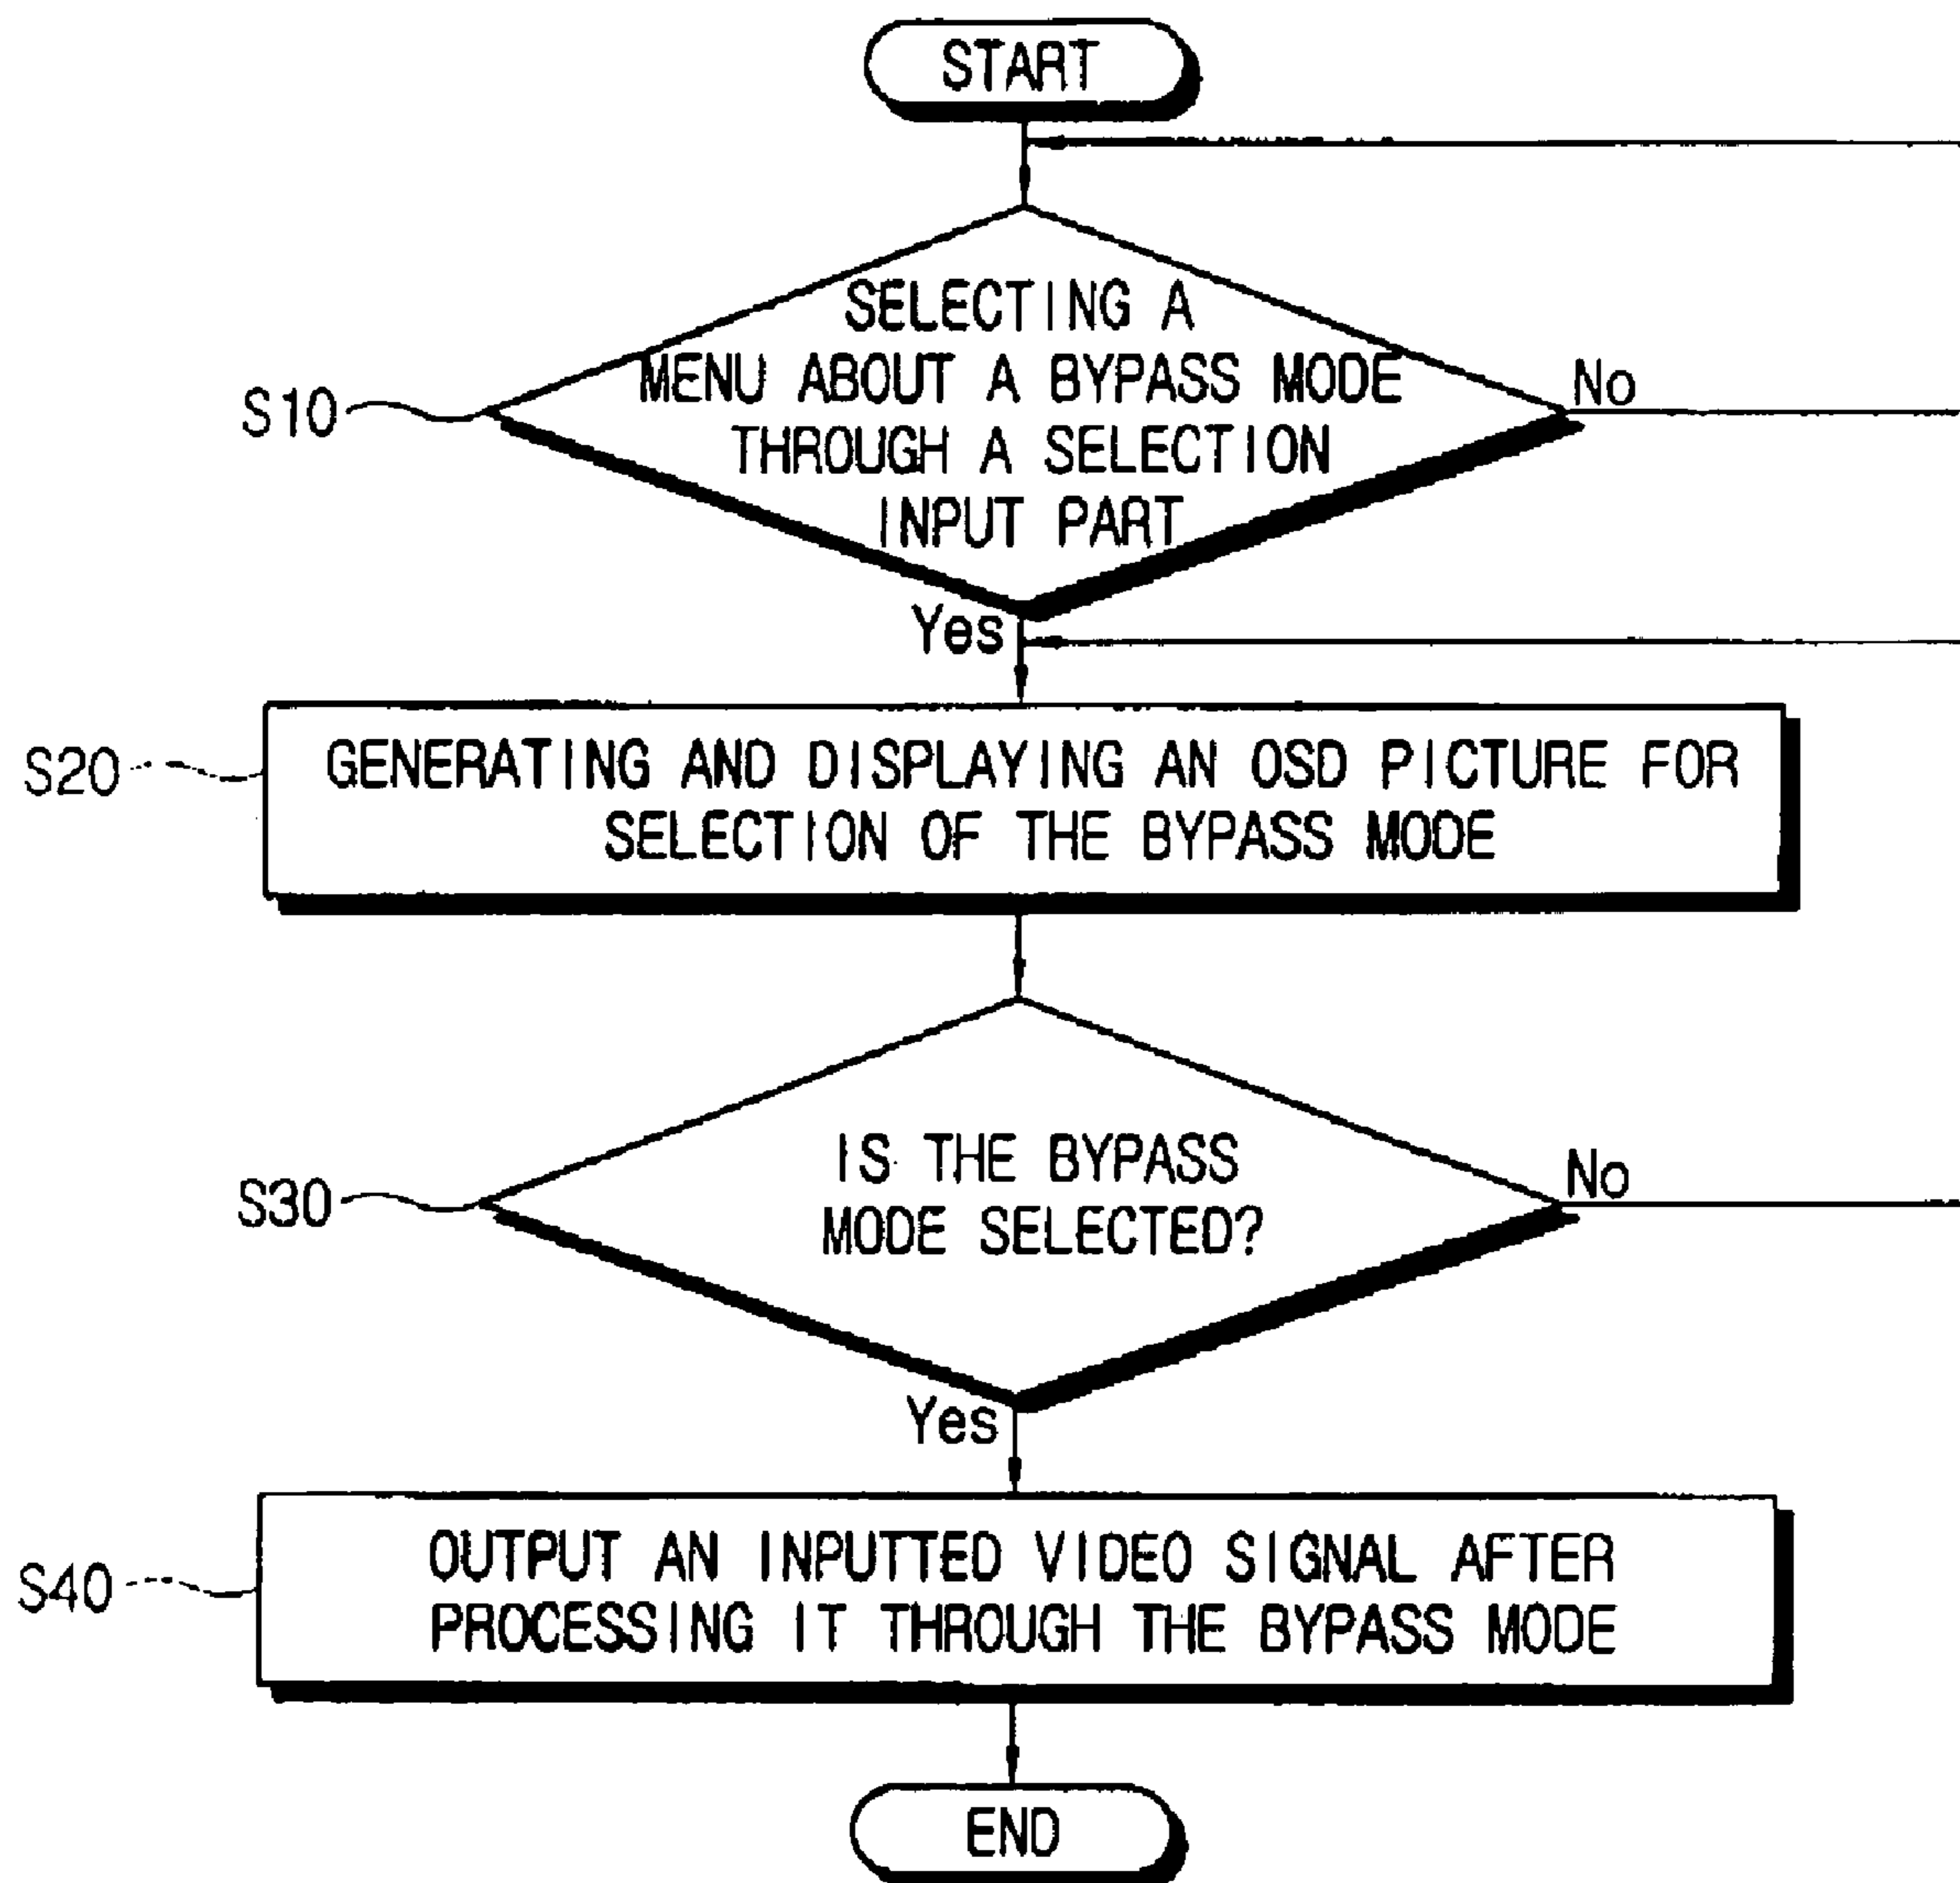 START
SELECTING A
MENU ABOUT A BYPASS MODE
THROUGH A SELECTION
INPUT PART
S10
No
Yes
S20
GENERATING AND DISPLAYING AN OSD PICTURE FOR
SELECTION OF THE BYPASS MODE
IS THE BYPASS
MODE SELECTED?
S30
No
Yes
S40
OUTPUT AN INPUTTED VIDEO SIGNAL AFTER
PROCESSING IT THROUGH THE BYPASS MODE
END